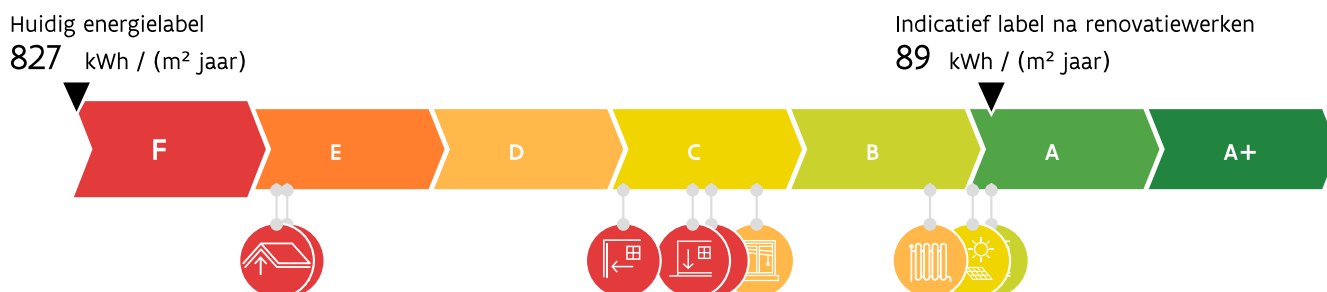 Huidig energielabel
827 kWh / (m² jaar)
Indicatief label na renovatiewerken
89 kWh / (m² jaar)
F E D C B A A+